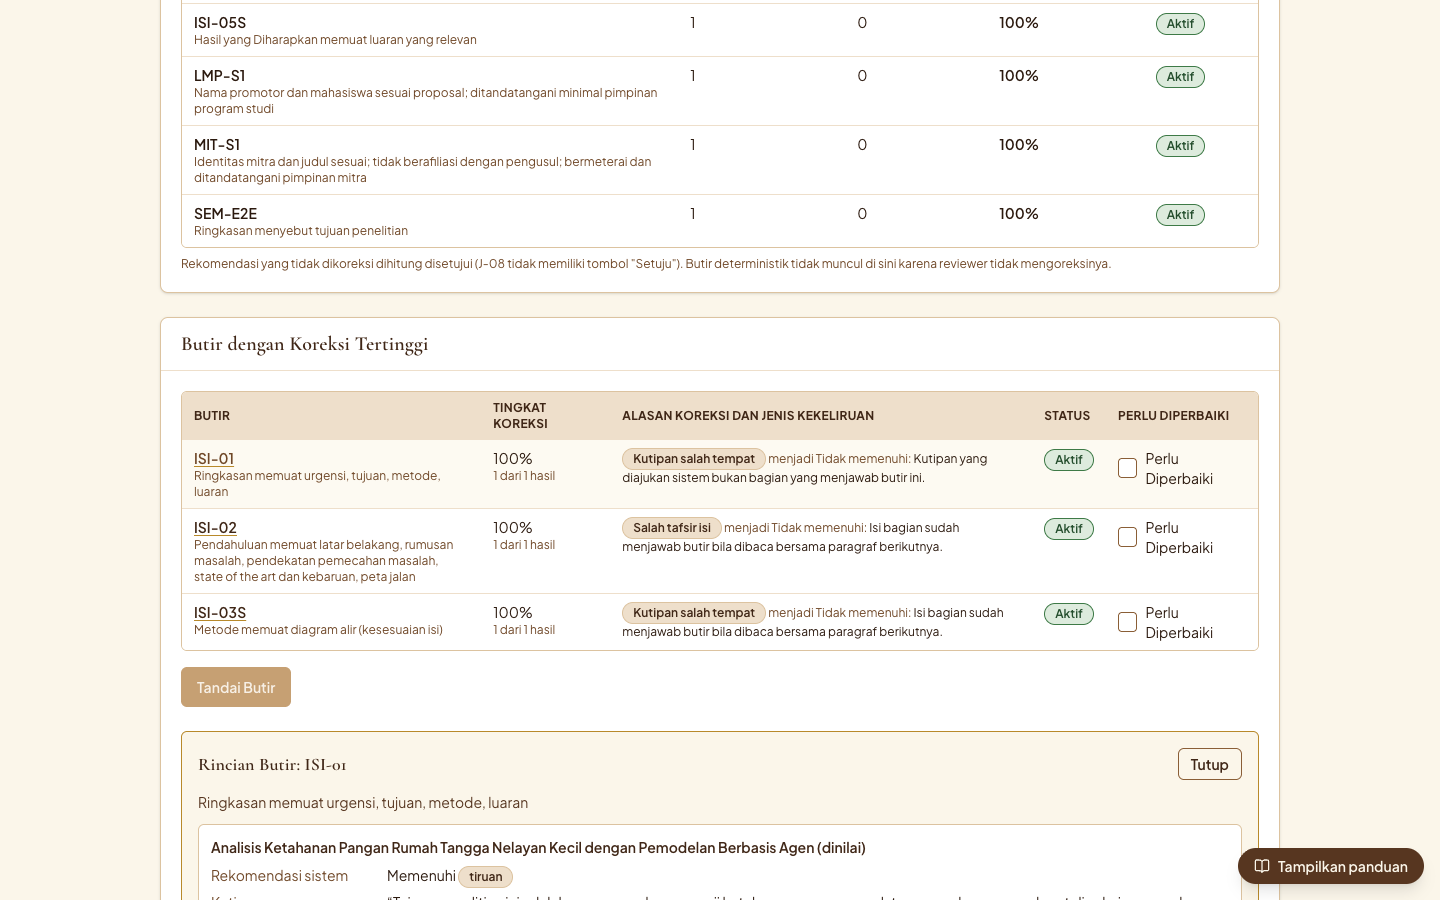 ISI-05S 1 0 100% Aktif
Hasil yang Diharapkan memuat luaran yang relevan
LMP-S1 1 0 100% Aktif
Nama promotor dan mahasiswa sesuai proposal; ditandatangani minimal pimpinan
program studi
MIT-S1 1 0 100% Aktif
Identitas mitra dan judul sesuai; tidak berafiliasi dengan pengusul; bermeterai dan
ditandatangani pimpinan mitra
SEM-E2E 1 0 100% Aktif
Ringkasan menyebut tujuan penelitian
Rekomendasi yang tidak dikoreksi dihitung disetujui (J-08 tidak memiliki tombol "Setuju"). Butir deterministik tidak muncul di sini karena reviewer tidak mengoreksinya.
Butir dengan Koreksi Tertinggi
BUTIR TINGKAT KOREKSI ALASAN KOREKSI DAN JENIS KEKELIRUAN STATUS PERLU DIPERBAIKI
ISI-01
Ringkasan memuat urgensi, tujuan, metode,
luaran
100%
1 dari 1 hasil
Kutipan salah tempat menjadi Tidak memenuhi: Kutipan yang
diajukan sistem bukan bagian yang menjawab butir ini.
Aktif
Perlu
Diperbaiki
ISI-02
Pendahuluan memuat latar belakang, rumusan
masalah, pendekatan pemecahan masalah,
state of the art dan kebaruan, peta jalan
100%
1 dari 1 hasil
Salah tafsir isi menjadi Tidak memenuhi: Isi bagian sudah
menjawab butir bila dibaca bersama paragraf berikutnya.
Aktif
Perlu
Diperbaiki
ISI-03S
Metode memuat diagram alir (kesesuaian isi)
100%
1 dari 1 hasil
Kutipan salah tempat menjadi Tidak memenuhi: Isi bagian sudah
menjawab butir bila dibaca bersama paragraf berikutnya.
Aktif
Perlu
Diperbaiki
Tandai Butir
Rincian Butir: ISI-01
Tutup
Ringkasan memuat urgensi, tujuan, metode, luaran
Analisis Ketahanan Pangan Rumah Tangga Nelayan Kecil dengan Pemodelan Berbasis Agen (dinilai)
Rekomendasi sistem Memenuhi tiruan
Tampilkan panduan